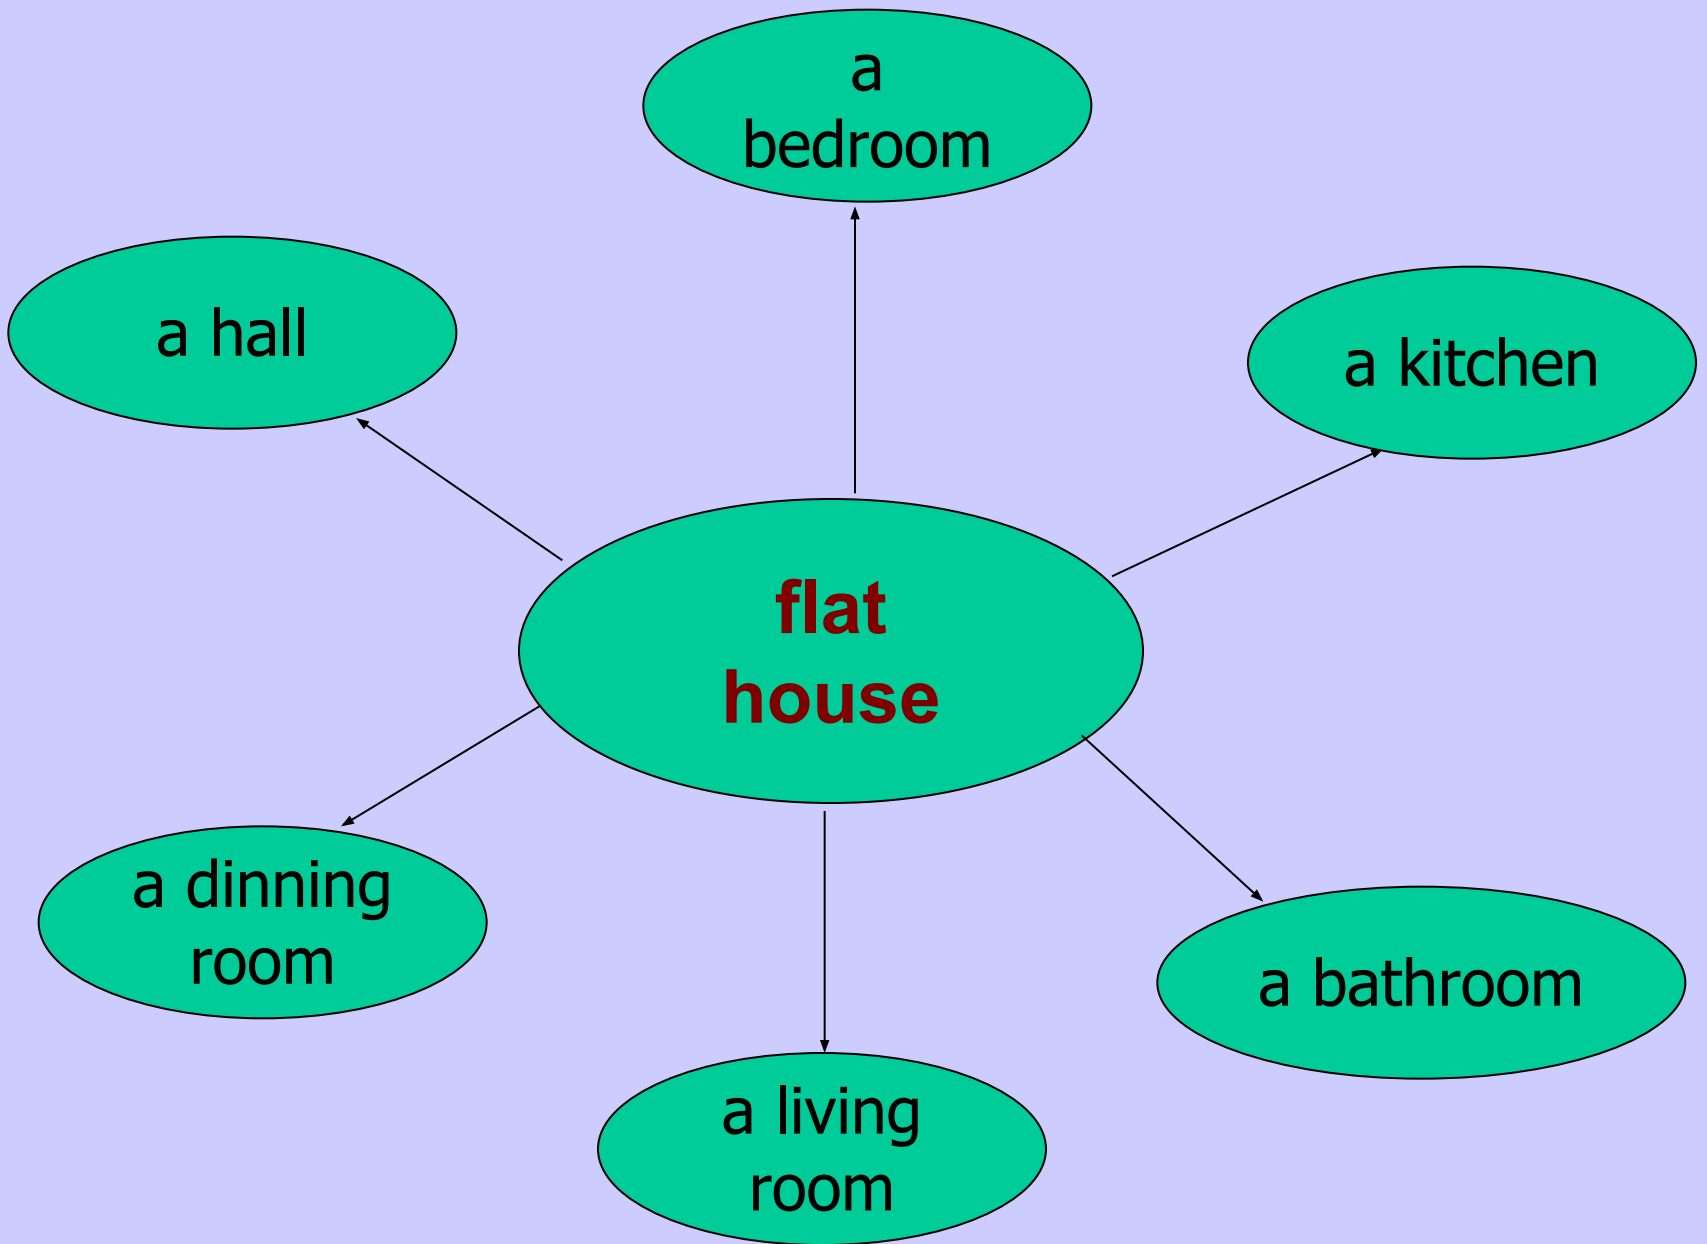 a
bedroom
a hall
a kitchen
flat
house
a dinning
room
a bathroom
a living
room